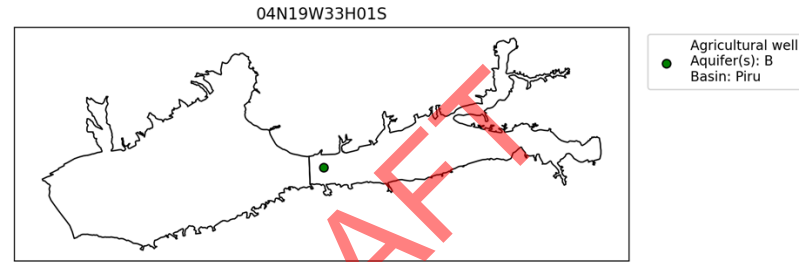 04N19W33H01S
Agricultural well
Aquifer(s): B
Basin: Piru
AFT